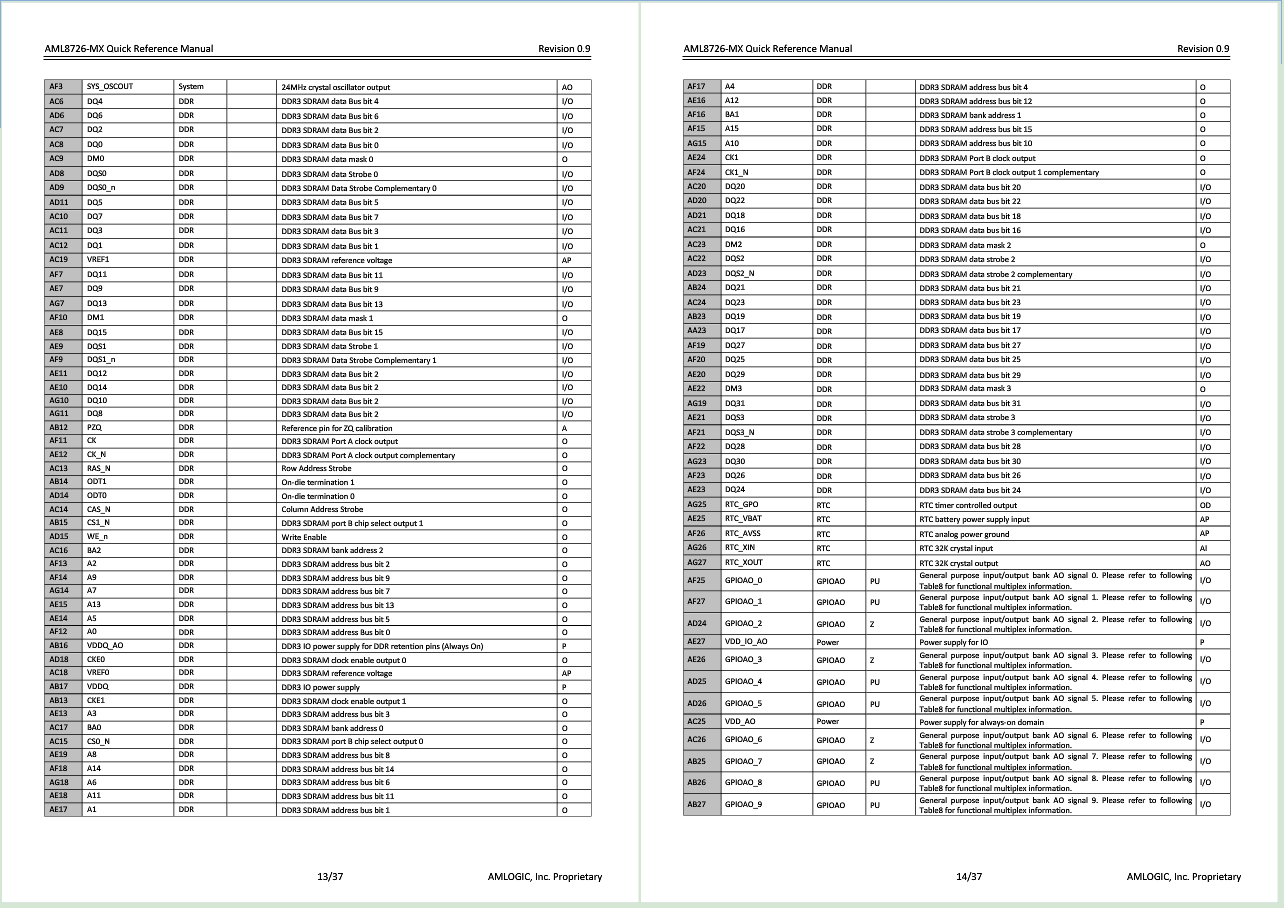 AML8726-MX Quick Reference Manual Revision 0.9
AF3 SYS_OSCOUT System 24MHz crystal oscillator output AO
AC6 DQ4 DDR DDR3 SDRAM data Bus bit 4 I/O
AD6 DQ6 DDR DDR3 SDRAM data Bus bit 6 I/O
AC7 DQ2 DDR DDR3 SDRAM data Bus bit 2 I/O
AC8 DQ0 DDR DDR3 SDRAM data Bus bit 0 I/O
AC9 DM0 DDR DDR3 SDRAM data mask 0 O
AD8 DQS0 DDR DDR3 SDRAM data Strobe 0 I/O
AD9 DQS0_n DDR DDR3 SDRAM Data Strobe Complementary 0 I/O
AD11 DQ5 DDR DDR3 SDRAM data Bus bit 5 I/O
AC10 DQ7 DDR DDR3 SDRAM data Bus bit 7 I/O
AC11 DQ3 DDR DDR3 SDRAM data Bus bit 3 I/O
AC12 DQ1 DDR DDR3 SDRAM data Bus bit 1 I/O
AC19 VREF1 DDR DDR3 SDRAM reference voltage AP
AF7 DQ11 DDR DDR3 SDRAM data Bus bit 11 I/O
AE7 DQ9 DDR DDR3 SDRAM data Bus bit 9 I/O
AG7 DQ13 DDR DDR3 SDRAM data Bus bit 13 I/O
AF10 DM1 DDR DDR3 SDRAM data mask 1 O
AE8 DQ15 DDR DDR3 SDRAM data Bus bit 15 I/O
AE9 DQS1 DDR DDR3 SDRAM data Strobe 1 I/O
AF9 DQS1_n DDR DDR3 SDRAM Data Strobe Complementary 1 I/O
AE11 DQ12 DDR DDR3 SDRAM data Bus bit 2 I/O
AE10 DQ14 DDR DDR3 SDRAM data Bus bit 2 I/O
AG10 DQ10 DDR DDR3 SDRAM data Bus bit 2 I/O
AG11 DQ8 DDR DDR3 SDRAM data Bus bit 2 I/O
AB12 PZQ DDR Reference pin for ZQ calibration A
AF11 CK DDR DDR3 SDRAM Port A clock output O
AE12 CK_N DDR DDR3 SDRAM Port A clock output complementary O
AC13 RAS_N DDR Row Address Strobe O
AB14 ODT1 DDR On-die termination 1 O
AD14 ODT0 DDR On-die termination 0 O
AC14 CAS_N DDR Column Address Strobe O
AB15 CS1_N DDR DDR3 SDRAM port B chip select output 1 O
AD15 WE_n DDR Write Enable O
AC16 BA2 DDR DDR3 SDRAM bank address 2 O
AF13 A2 DDR DDR3 SDRAM address bus bit 2 O
AF14 A9 DDR DDR3 SDRAM address bus bit 9 O
AG14 A7 DDR DDR3 SDRAM address bus bit 7 O
AE15 A13 DDR DDR3 SDRAM address bus bit 13 O
AE14 A5 DDR DDR3 SDRAM address bus bit 5 O
AF12 A0 DDR DDR3 SDRAM address Bus bit 0 O
AB16 VDDQ_AO DDR DDR3 IO power supply for DDR retention pins (Always On) P
AD18 CKE0 DDR DDR3 SDRAM clock enable output 0 O
AC18 VREF0 DDR DDR3 SDRAM reference voltage AP
AB17 VDDQ DDR DDR3 IO power supply P
AB13 CKE1 DDR DDR3 SDRAM clock enable output 1 O
AE13 A3 DDR DDR3 SDRAM address bus bit 3 O
AC17 BA0 DDR DDR3 SDRAM bank address 0 O
AC15 CS0_N DDR DDR3 SDRAM port B chip select output 0 O
AE19 A8 DDR DDR3 SDRAM address bus bit 8 O
AF18 A14 DDR DDR3 SDRAM address bus bit 14 O
AG18 A6 DDR DDR3 SDRAM address bus bit 6 O
AE18 A11 DDR DDR3 SDRAM address bus bit 11 O
AE17 A1 DDR DDR3 SDRAM address bus bit 1 O
13/37 AMLOGIC, Inc. Proprietary
AML8726-MX Quick Reference Manual Revision 0.9
AF17 A4 DDR DDR3 SDRAM address bus bit 4 O
AE16 A12 DDR DDR3 SDRAM address bus bit 12 O
AF16 BA1 DDR DDR3 SDRAM bank address 1 O
AF15 A15 DDR DDR3 SDRAM address bus bit 15 O
AG15 A10 DDR DDR3 SDRAM address bus bit 10 O
AE24 CK1 DDR DDR3 SDRAM Port B clock output O
AF24 CK1_N DDR DDR3 SDRAM Port B clock output 1 complementary O
AC20 DQ20 DDR DDR3 SDRAM data bus bit 20 I/O
AD20 DQ22 DDR DDR3 SDRAM data bus bit 22 I/O
AD21 DQ18 DDR DDR3 SDRAM data bus bit 18 I/O
AC21 DQ16 DDR DDR3 SDRAM data bus bit 16 I/O
AC23 DM2 DDR DDR3 SDRAM data mask 2 O
AC22 DQS2 DDR DDR3 SDRAM data strobe 2 I/O
AD23 DQS2_N DDR DDR3 SDRAM data strobe 2 complementary I/O
AB24 DQ21 DDR DDR3 SDRAM data bus bit 21 I/O
AC24 DQ23 DDR DDR3 SDRAM data bus bit 23 I/O
AB23 DQ19 DDR DDR3 SDRAM data bus bit 19 I/O
AA23 DQ17 DDR DDR3 SDRAM data bus bit 17 I/O
AF19 DQ27 DDR DDR3 SDRAM data bus bit 27 I/O
AF20 DQ25 DDR DDR3 SDRAM data bus bit 25 I/O
AE20 DQ29 DDR DDR3 SDRAM data bus bit 29 I/O
AE22 DM3 DDR DDR3 SDRAM data mask 3 O
AG19 DQ31 DDR DDR3 SDRAM data bus bit 31 I/O
AE21 DQS3 DDR DDR3 SDRAM data strobe 3 I/O
AF21 DQS3_N DDR DDR3 SDRAM data strobe 3 complementary I/O
AF22 DQ28 DDR DDR3 SDRAM data bus bit 28 I/O
AG23 DQ30 DDR DDR3 SDRAM data bus bit 30 I/O
AF23 DQ26 DDR DDR3 SDRAM data bus bit 26 I/O
AE23 DQ24 DDR DDR3 SDRAM data bus bit 24 I/O
AG25 RTC_GPO RTC RTC timer controlled output OD
AE25 RTC_VBAT RTC RTC battery power supply input AP
AF26 RTC_AVSS RTC RTC analog power ground AP
AG26 RTC_XIN RTC RTC 32K crystal input AI
AG27 RTC_XOUT RTC RTC 32K crystal output AO
AF25 GPIOAO_0 GPIOAO PU General purpose input/output bank AO signal 0. Please refer to following I/O
Table8 for functional multiplex information.
AF27 GPIOAO_1 GPIOAO PU General purpose input/output bank AO signal 1. Please refer to following I/O
Table8 for functional multiplex information.
AD24 GPIOAO_2 GPIOAO Z General purpose input/output bank AO signal 2. Please refer to following I/O
Table8 for functional multiplex information.
AE27 VDD_IO_AO Power Power supply for IO P
AE26 GPIOAO_3 GPIOAO Z General purpose input/output bank AO signal 3. Please refer to following I/O
Table8 for functional multiplex information.
AD25 GPIOAO_4 GPIOAO PU General purpose input/output bank AO signal 4. Please refer to following I/O
Table8 for functional multiplex information.
AD26 GPIOAO_5 GPIOAO PU General purpose input/output bank AO signal 5. Please refer to following I/O
Table8 for functional multiplex information.
AC25 VDD_AO Power Power supply for always-on domain P
AC26 GPIOAO_6 GPIOAO Z General purpose input/output bank AO signal 6. Please refer to following I/O
Table8 for functional multiplex information.
AB25 GPIOAO_7 GPIOAO Z General purpose input/output bank AO signal 7. Please refer to following I/O
Table8 for functional multiplex information.
AB26 GPIOAO_8 GPIOAO PU General purpose input/output bank AO signal 8. Please refer to following I/O
Table8 for functional multiplex information.
AB27 GPIOAO_9 GPIOAO PU General purpose input/output bank AO signal 9. Please refer to following I/O
Table8 for functional multiplex information.
14/37 AMLOGIC, Inc. Proprietary